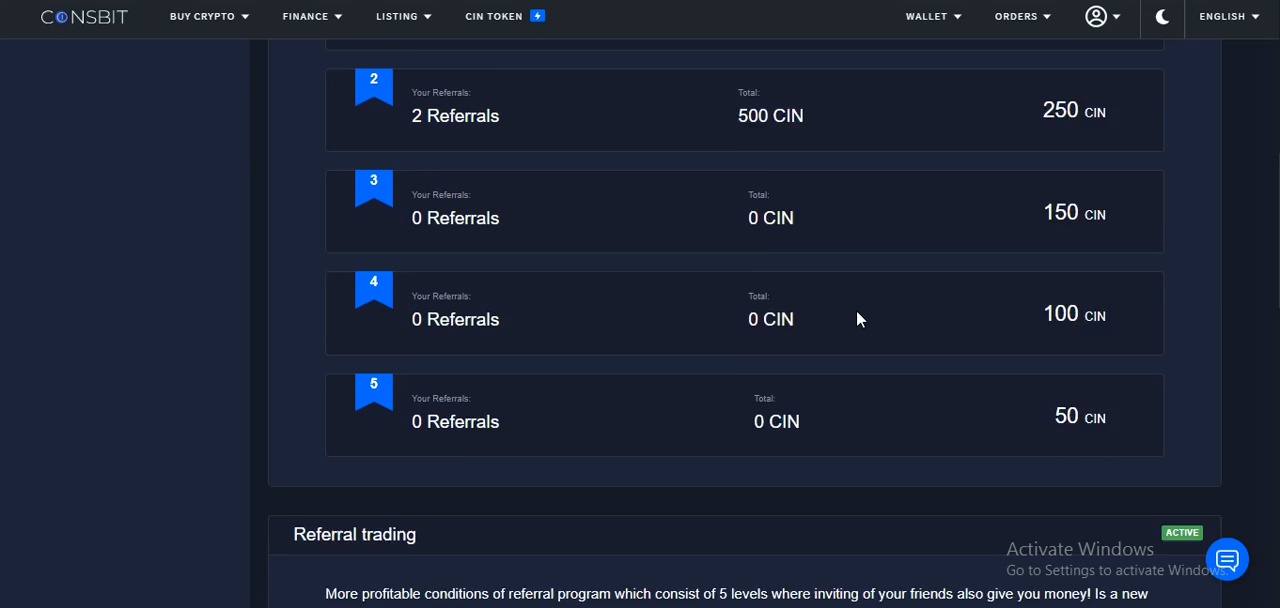 CONSBIT BUY CRYPTO FINANCE LISTING CIN TOKEN WALLET ORDERS ENGLISH
2
Your Referrals: Total:
2 Referrals 500 CIN 250 CIN
3
Your Referrals: Total:
0 Referrals 0 CIN 150 CIN
4
Your Referrals: Total:
0 Referrals 0 CIN 100 CIN
5
Your Referrals: Total:
0 Referrals 0 CIN 50 CIN
Referral trading ACTIVE
Activate Windows
Go to Settings to activate Windows.
More profitable conditions of referral program which consist of 5 levels where inviting of your friends also give you money! Is a new